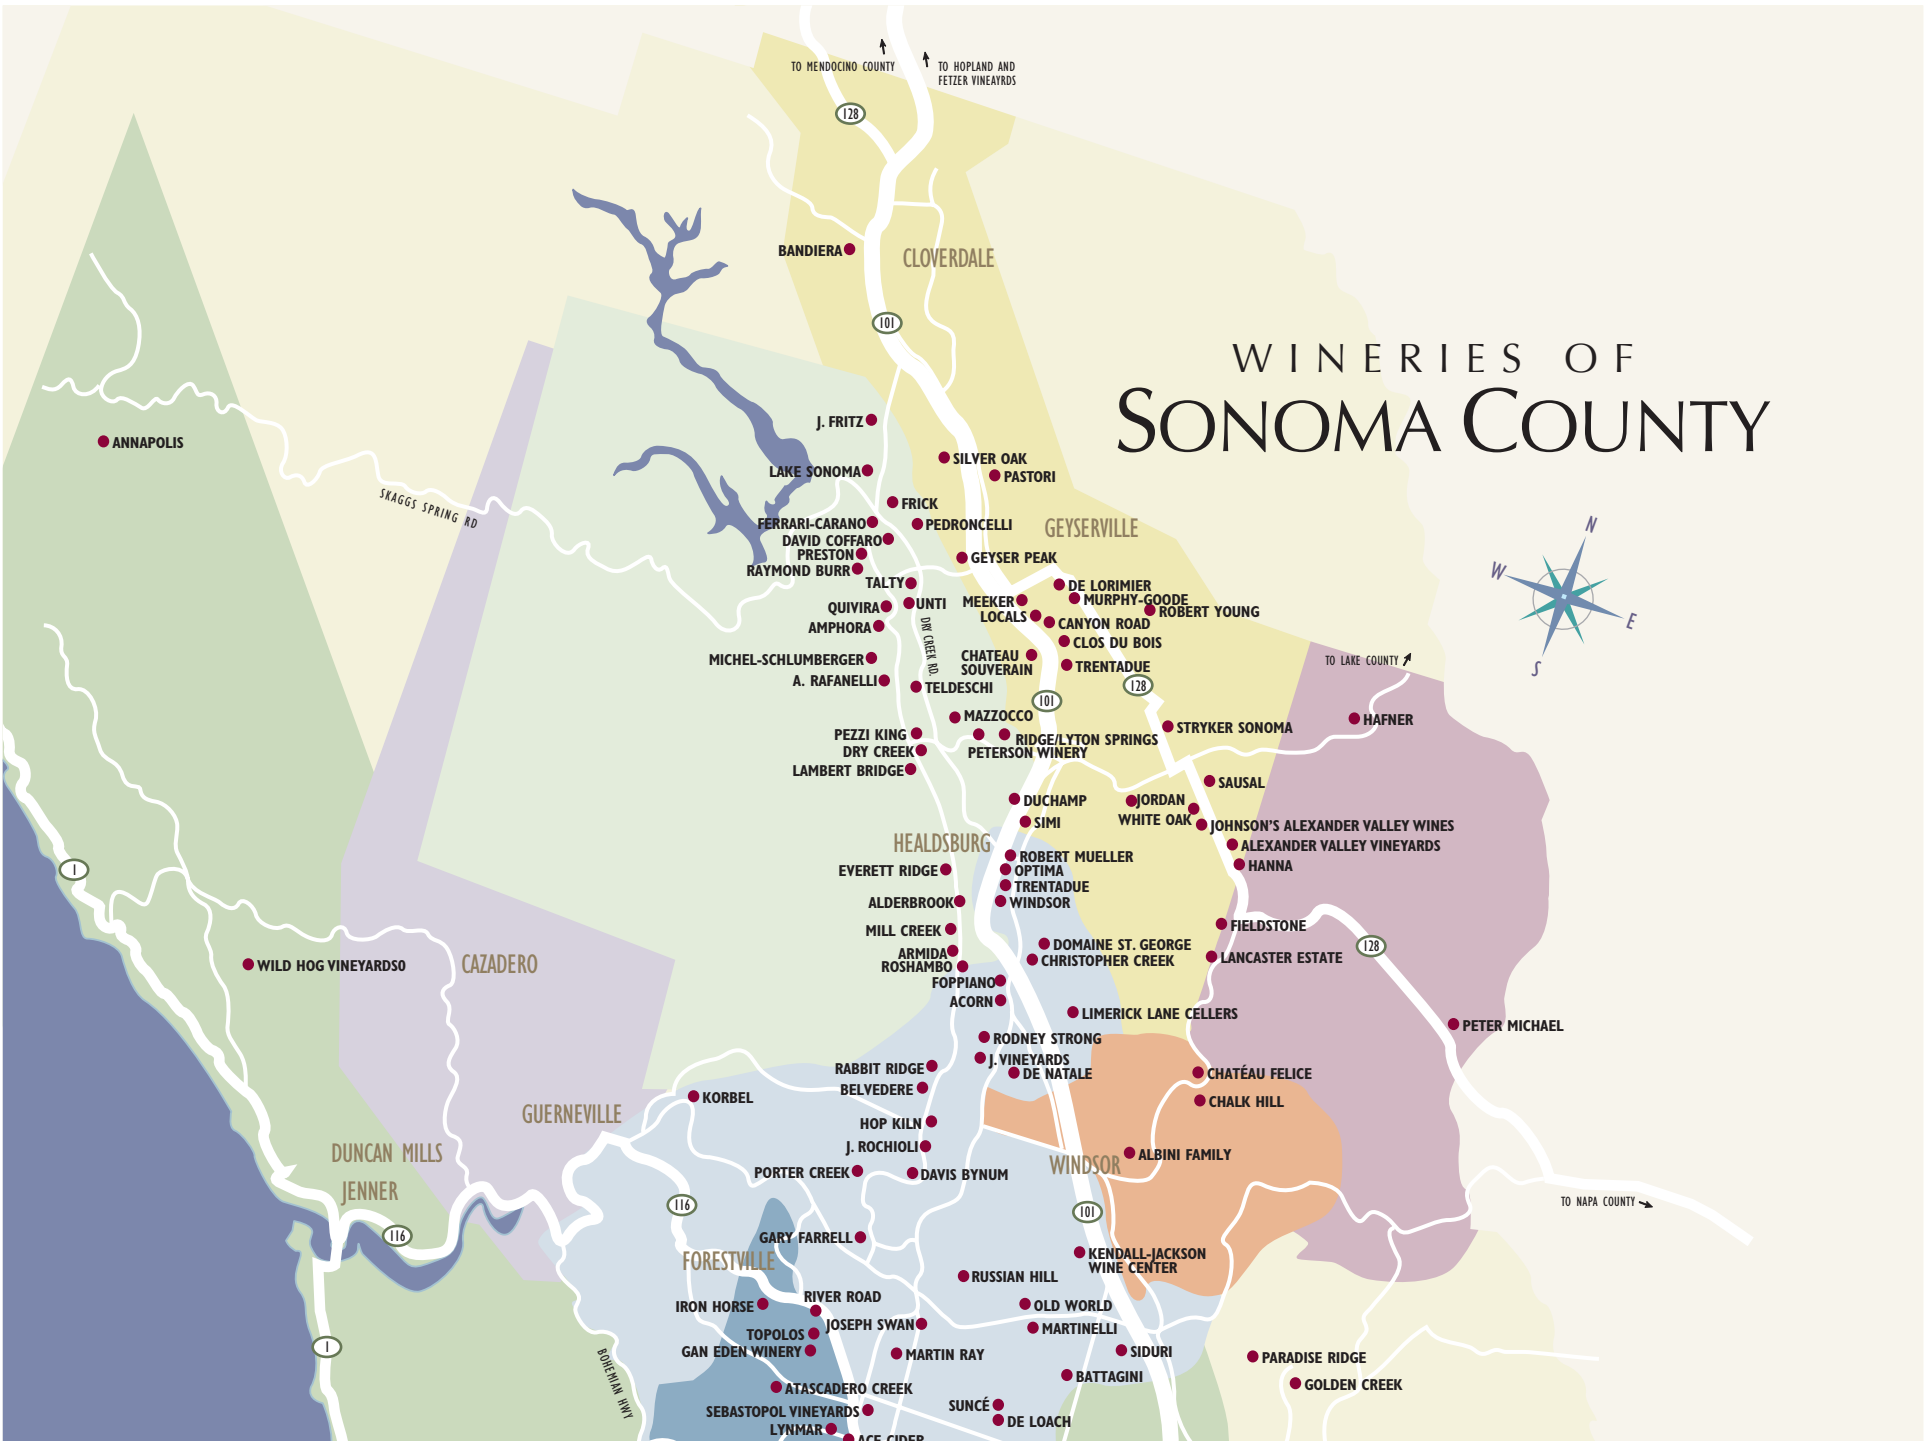 TO MENDOCINO COUNTY
TO HOPLAND AND
FETZER VINEAYRDS
128
BANDIERA
CLOVERDALE
101
WINERIES OF
SONOMA COUNTY
J. FRITZ
ANNAPOLIS
SILVER OAK
LAKE SONOMA
PASTORI
SKAGGS SPRING RD
FRICK
FERRARI-CARANO
PEDRONCELLI
GEYSERVILLE
N
DAVID COFFARO
PRESTON
GEYSER PEAK
RAYMOND BURR
W
TALTY
DE LORIMIER
MEEKER
MURPHY-GOODE
QUIVIRA
UNTI
ROBERT YOUNG
LOCALS
CANYON ROAD
E
AMPHORA
DRY CREEK RD.
CLOS DU BOIS
MICHEL-SCHLUMBERGER
CHATEAU
SOUVERAIN
TRENTADUE
TO LAKE COUNTY
S
A. RAFANELLI
TELDESCHI
128
101
MAZZOCCO
HAFNER
STRYKER SONOMA
PEZZI KING
RIDGE/LYTON SPRINGS
DRY CREEK
PETERSON WINERY
LAMBERT BRIDGE
SAUSAL
DUCHAMP
JORDAN
WHITE OAK
SIMI
JOHNSON'S ALEXANDER VALLEY WINES
HEALDSBURG
ALEXANDER VALLEY VINEYARDS
ROBERT MUELLER
HANNA
EVERETT RIDGE
OPTIMA
1
TRENTADUE
ALDERBROOK
WINDSOR
MILL CREEK
FIELDSTONE
DOMAINE ST. GEORGE
128
ARMIDA
CHRISTOPHER CREEK
LANCASTER ESTATE
WILD HOG VINEYARDS0
CAZADERO
ROSHAMBO
FOPPIANO
ACORN
LIMERICK LANE CELLERS
PETER MICHAEL
RODNEY STRONG
J. VINEYARDS
RABBIT RIDGE
DE NATALE
CHATÉAU FELICE
BELVEDERE
KORBEL
CHALK HILL
GUERNEVILLE
HOP KILN
J. ROCHIOLI
DUNCAN MILLS
ALBINI FAMILY
WINDSOR
PORTER CREEK
DAVIS BYNUM
JENNER
116
TO NAPA COUNTY
101
116
GARY FARRELL
KENDALL-JACKSON
WINE CENTER
FORESTVILLE
RUSSIAN HILL
RIVER ROAD
IRON HORSE
OLD WORLD
JOSEPH SWAN
MARTINELLI
TOPOLOS
1
GAN EDEN WINERY
MARTIN RAY
SIDURI
PARADISE RIDGE
BOHEMIAN HWY
BATTAGINI
GOLDEN CREEK
ATASCADERO CREEK
SUNCÉ
SEBASTOPOL VINEYARDS
DE LOACH
LYNMAR
ACE CIDER